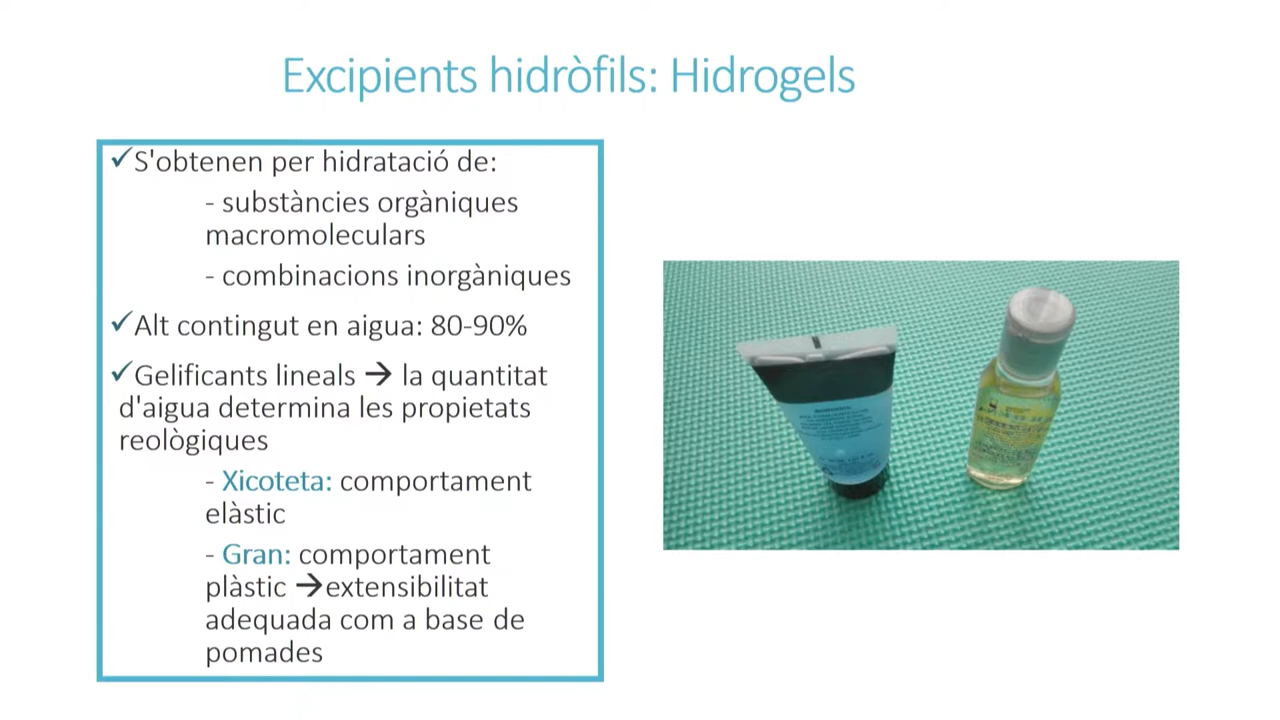 Excipients hidròfils: Hidrogels
✓S'obtenen per hidratació de:
- substàncies orgàniques
macromoleculars
- combinacions inorgàniques
✓Alt contingut en aigua: 80-90%
✓Gelificants lineals → la quantitat
d'aigua determina les propietats
reològiques
- Xicoteta: comportament
elàstic
- Gran: comportament
plàstic →extensibilitat
adequada com a base de
pomades